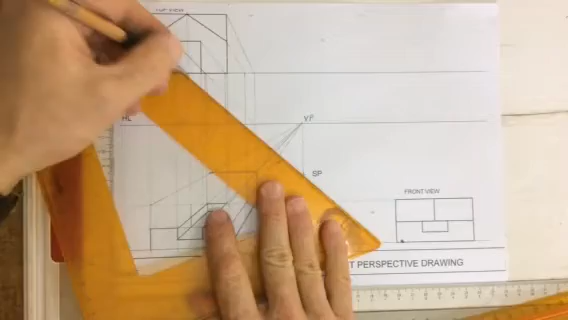 TOP VIEW
HL
VP
SP
FRONT VIEW
T PERSPECTIVE DRAWING